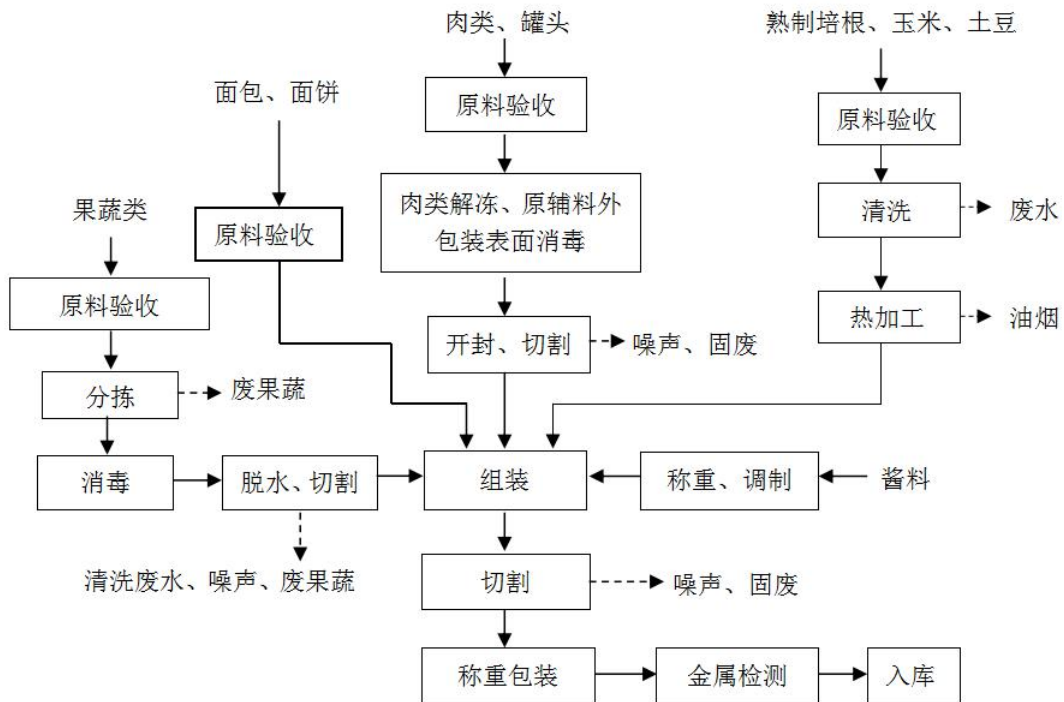 肉类、罐头
熟制培根、玉米、土豆
面包、面饼
原料验收
原料验收
果蔬类
原料验收
肉类解冻、原辅料外
包装表面消毒
清洗
废水
原料验收
开封、切割
噪声、固废
热加工
油烟
分拣
废果蔬
消毒
脱水、切割
组装
称重、调制
酱料
清洗废水、噪声、废果蔬
切割
噪声、固废
称重包装
金属检测
入库